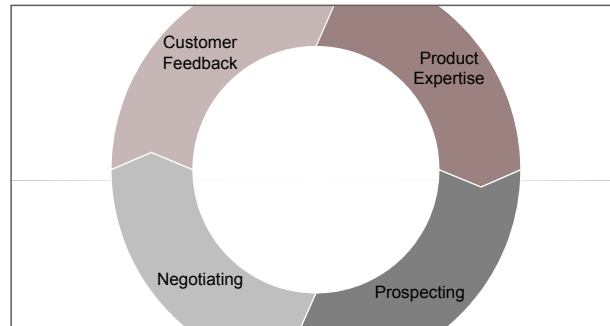 Customer
Feedback
Product
Expertise
Negotiating
Prospecting